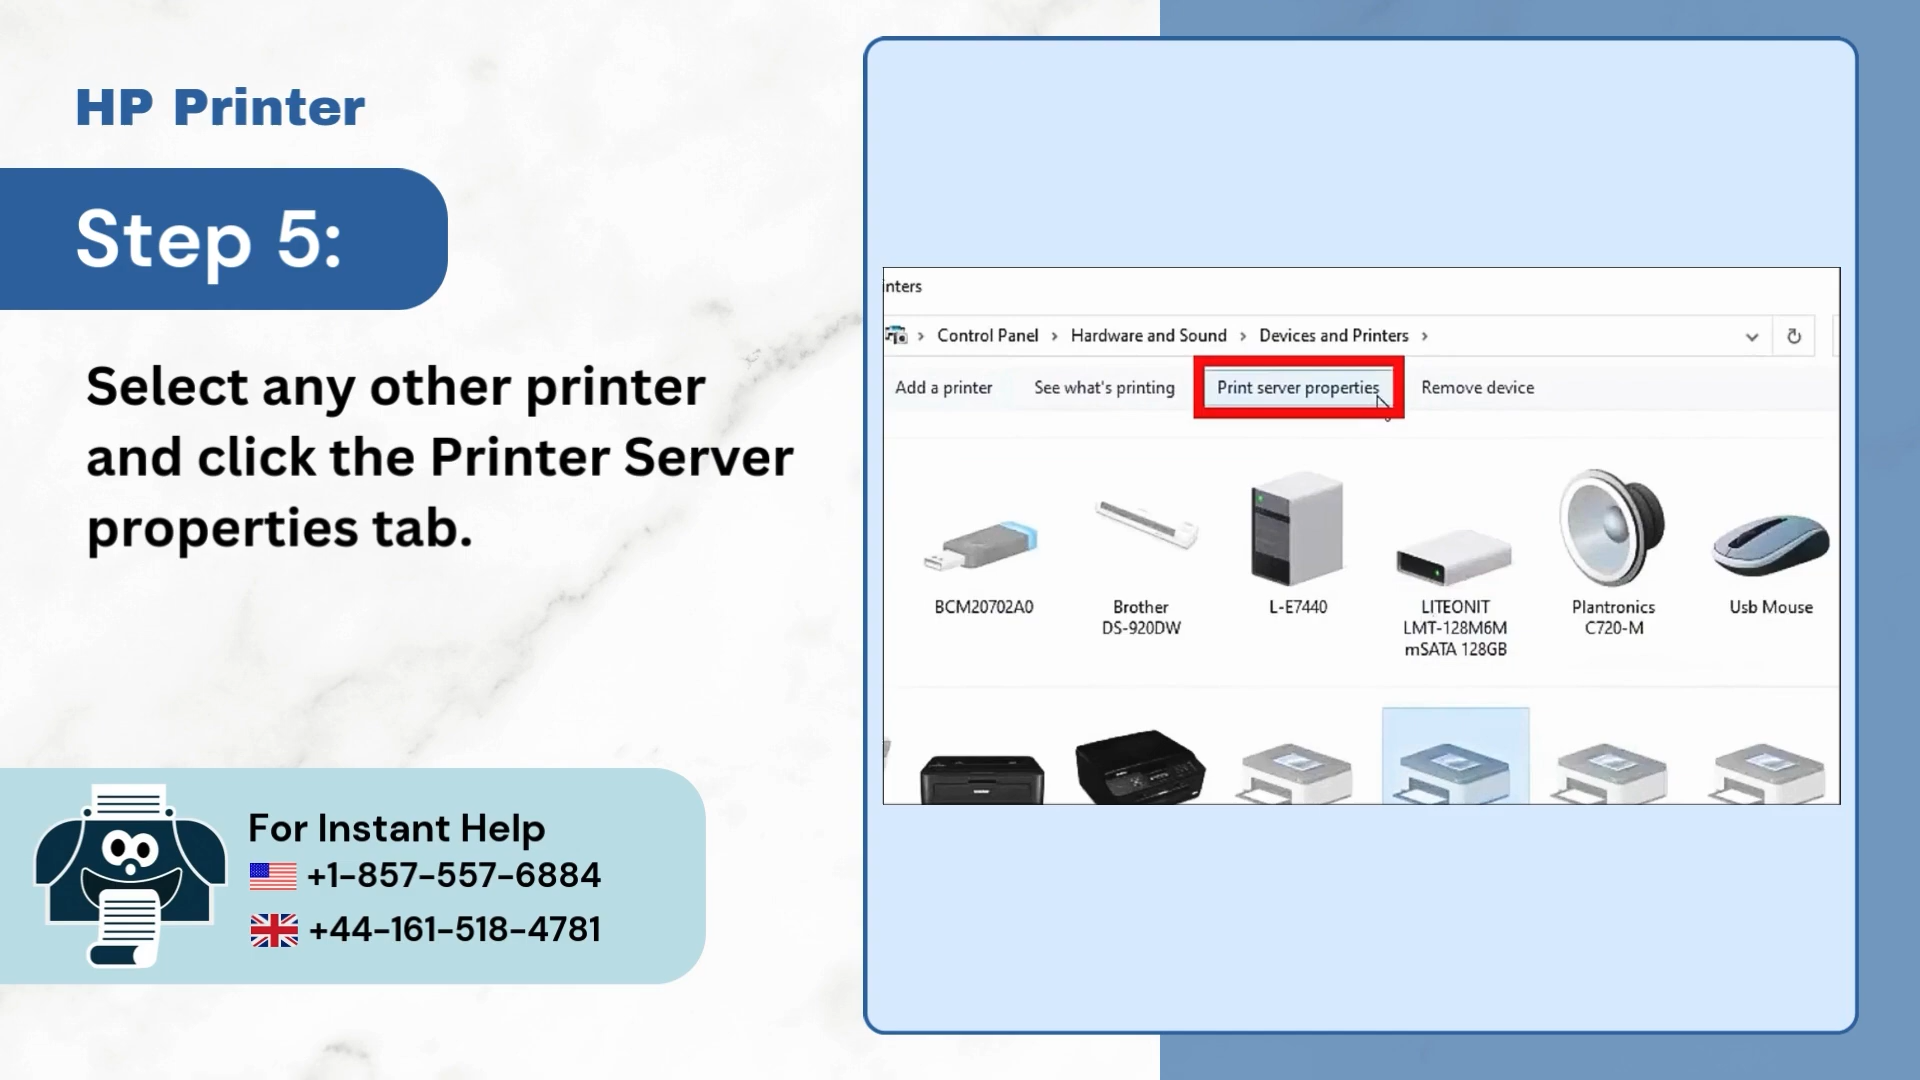 HP Printer
Step 5:
Select any other printer
and click the Printer Server
properties tab.
For Instant Help
+1-857-557-6884
+44-161-518-4781
inters
Control Panel > Hardware and Sound > Devices and Printers >
Add a printer See what's printing Print server properties Remove device
BCM20702A0
Brother
DS-920DW
L-E7440
LITEONIT
LMT-128M6M
mSATA 128GB
Plantronics
C720-M
Usb Mouse